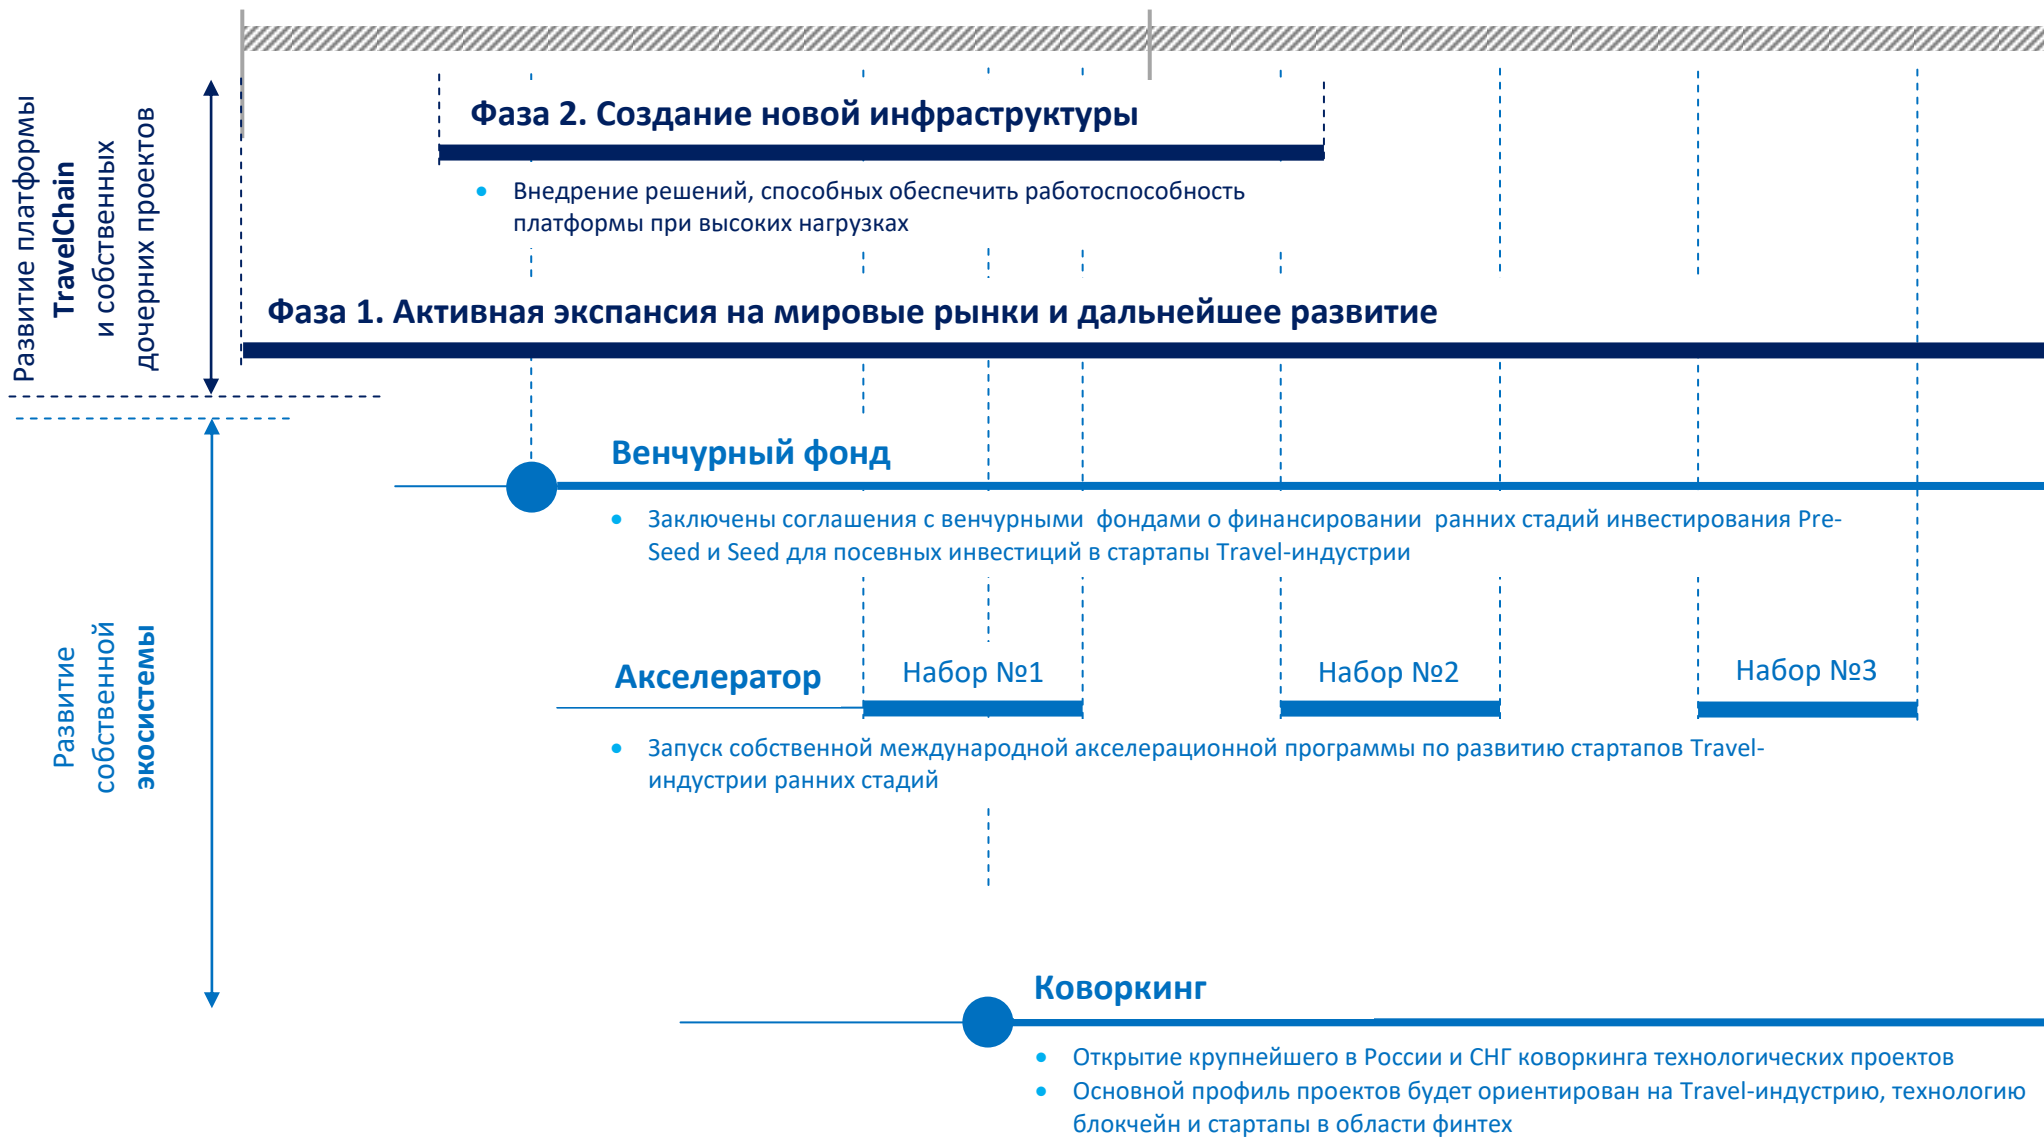 Развитие платформы
TravelChain
и собственных
дочерних проектов
Фаза 2. Создание новой инфраструктуры
• Внедрение решений, способных обеспечить работоспособность
платформы при высоких нагрузках
Фаза 1. Активная экспансия на мировые рынки и дальнейшее развитие
Развитие
собственной
экосистемы
Венчурный фонд
• Заключены соглашения с венчурными фондами о финансировании ранних стадий инвестирования Pre-
Seed и Seed для посевных инвестиций в стартапы Travel-индустрии
Акселератор
Набор №1
Набор №2
Набор №3
• Запуск собственной международной акселерационной программы по развитию стартапов Travel-
индустрии ранних стадий
Коворкинг
• Открытие крупнейшего в России и СНГ коворкинга технологических проектов
• Основной профиль проектов будет ориентирован на Travel-индустрию, технологию
блокчейн и стартапы в области финтех